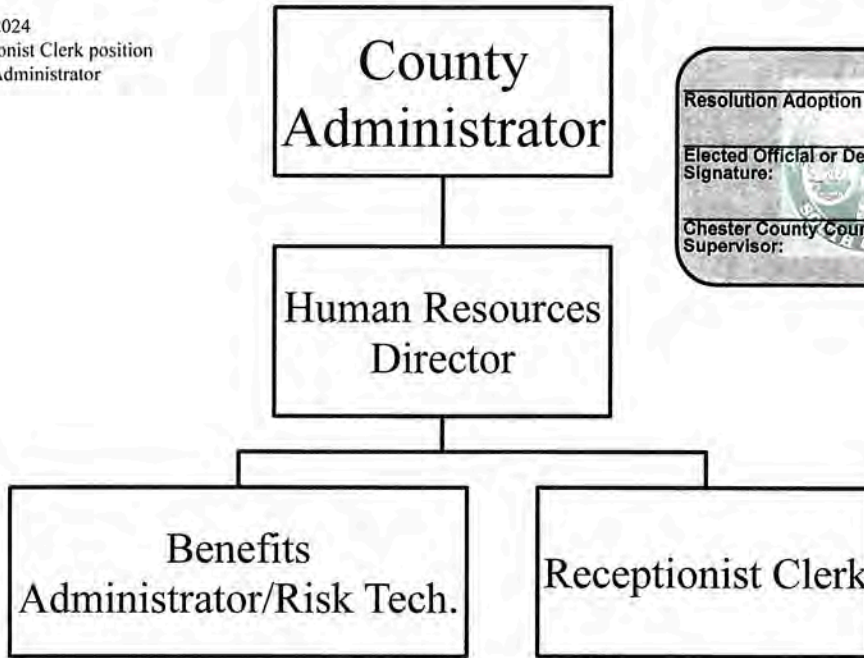 024
onist Clerk position
Administrator
County
Administrator
Resolution Adoption
Elected Official or De
Signature:
Chester County Coun
Supervisor:
Human Resources
Director
Benefits
Administrator/Risk Tech.
Receptionist Clerk